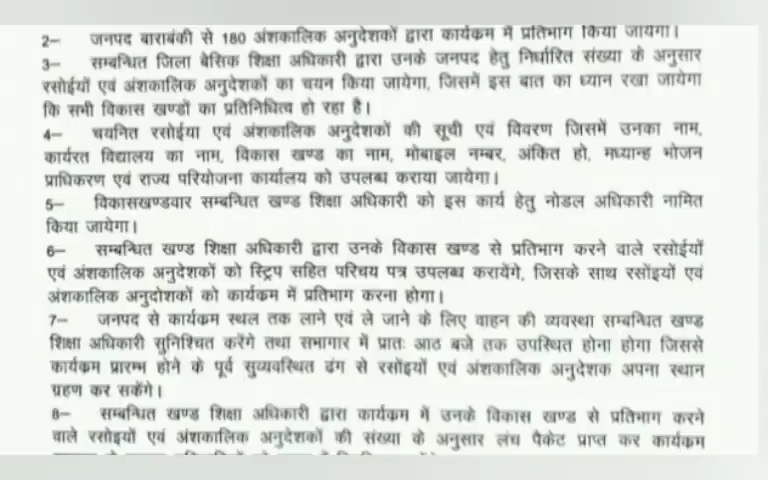 2– जनपद बाराबंकी से 180 अंशकालिक अनुदेशकों द्वारा कार्यक्रम में प्रतिभाग किया जायेगा।
3– सम्बन्धित जिला बेसिक शिक्षा अधिकारी द्वारा उनके जनपद हेतु निर्धारित संख्या के अनुसार
रसोईयों एवं अंशकालिक अनुदेशकों का चयन किया जायेगा, जिसमें इस बात का ध्यान रखा जायेगा
कि सभी विकास खण्डों का प्रतिनिधित्व हो रहा है।
4– चयनित रसोईया एवं अंशकालिक अनुदेशकों की सूची एवं विवरण जिसमें उनका नाम,
कार्यरत विद्यालय का नाम, विकास खण्ड का नाम, मोबाइल नम्बर, अंकित हो, मध्यान्ह भोजन
प्राधिकरण एवं राज्य परियोजना कार्यालय को उपलब्ध कराया जायेगा।
5– विकासखण्डवार सम्बन्धित खण्ड शिक्षा अधिकारी को इस कार्य हेतु नोडल अधिकारी नामित
किया जायेगा।
6– सम्बन्धित खण्ड शिक्षा अधिकारी द्वारा उनके विकास खण्ड से प्रतिभाग करने वाले रसोईयों
एवं अंशकालिक अनुदेशकों को स्ट्रिप सहित परिचय पत्र उपलब्ध करायेंगे, जिसके साथ रसोंइयों एवं
अंशकालिक अनुदोशकों को कार्यक्रम में प्रतिभाग करना होगा।
7– जनपद से कार्यक्रम स्थल तक लाने एवं ले जाने के लिए वाहन की व्यवस्था सम्बन्धित खण्ड
शिक्षा अधिकारी सुनिश्चित करेंगे तथा सभागार में प्रातः आठ बजे तक उपस्थित होना होगा जिससे
कार्यक्रम प्रारम्भ होने के पूर्व सुव्यवस्थित ढंग से रसोंइयों एवं अंशकालिक अनुदेशक अपना स्थान
ग्रहण कर सकेंगे।
8– सम्बन्धित खण्ड शिक्षा अधिकारी द्वारा कार्यक्रम में उनके विकास खण्ड से प्रतिभाग करने
वाले रसोइयों एवं अंशकालिक अनुदेशकों की संख्या के अनुसार लंच पैकेट प्राप्त कर कार्यक्रम